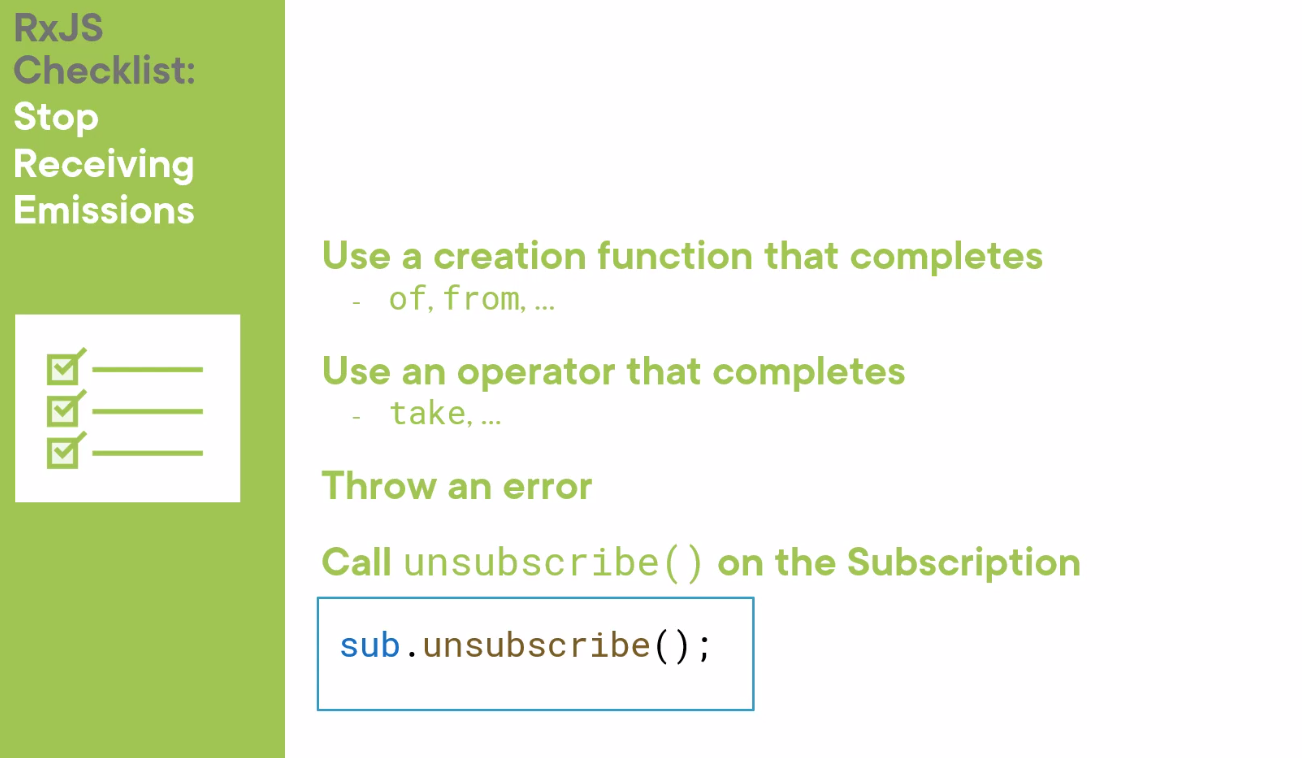 RxJS
Checklist:
Stop
Receiving
Emissions
Use a creation function that completes
- of, from, …
Use an operator that completes
- take, …
Throw an error
Call unsubscribe() on the Subscription
sub.unsubscribe();